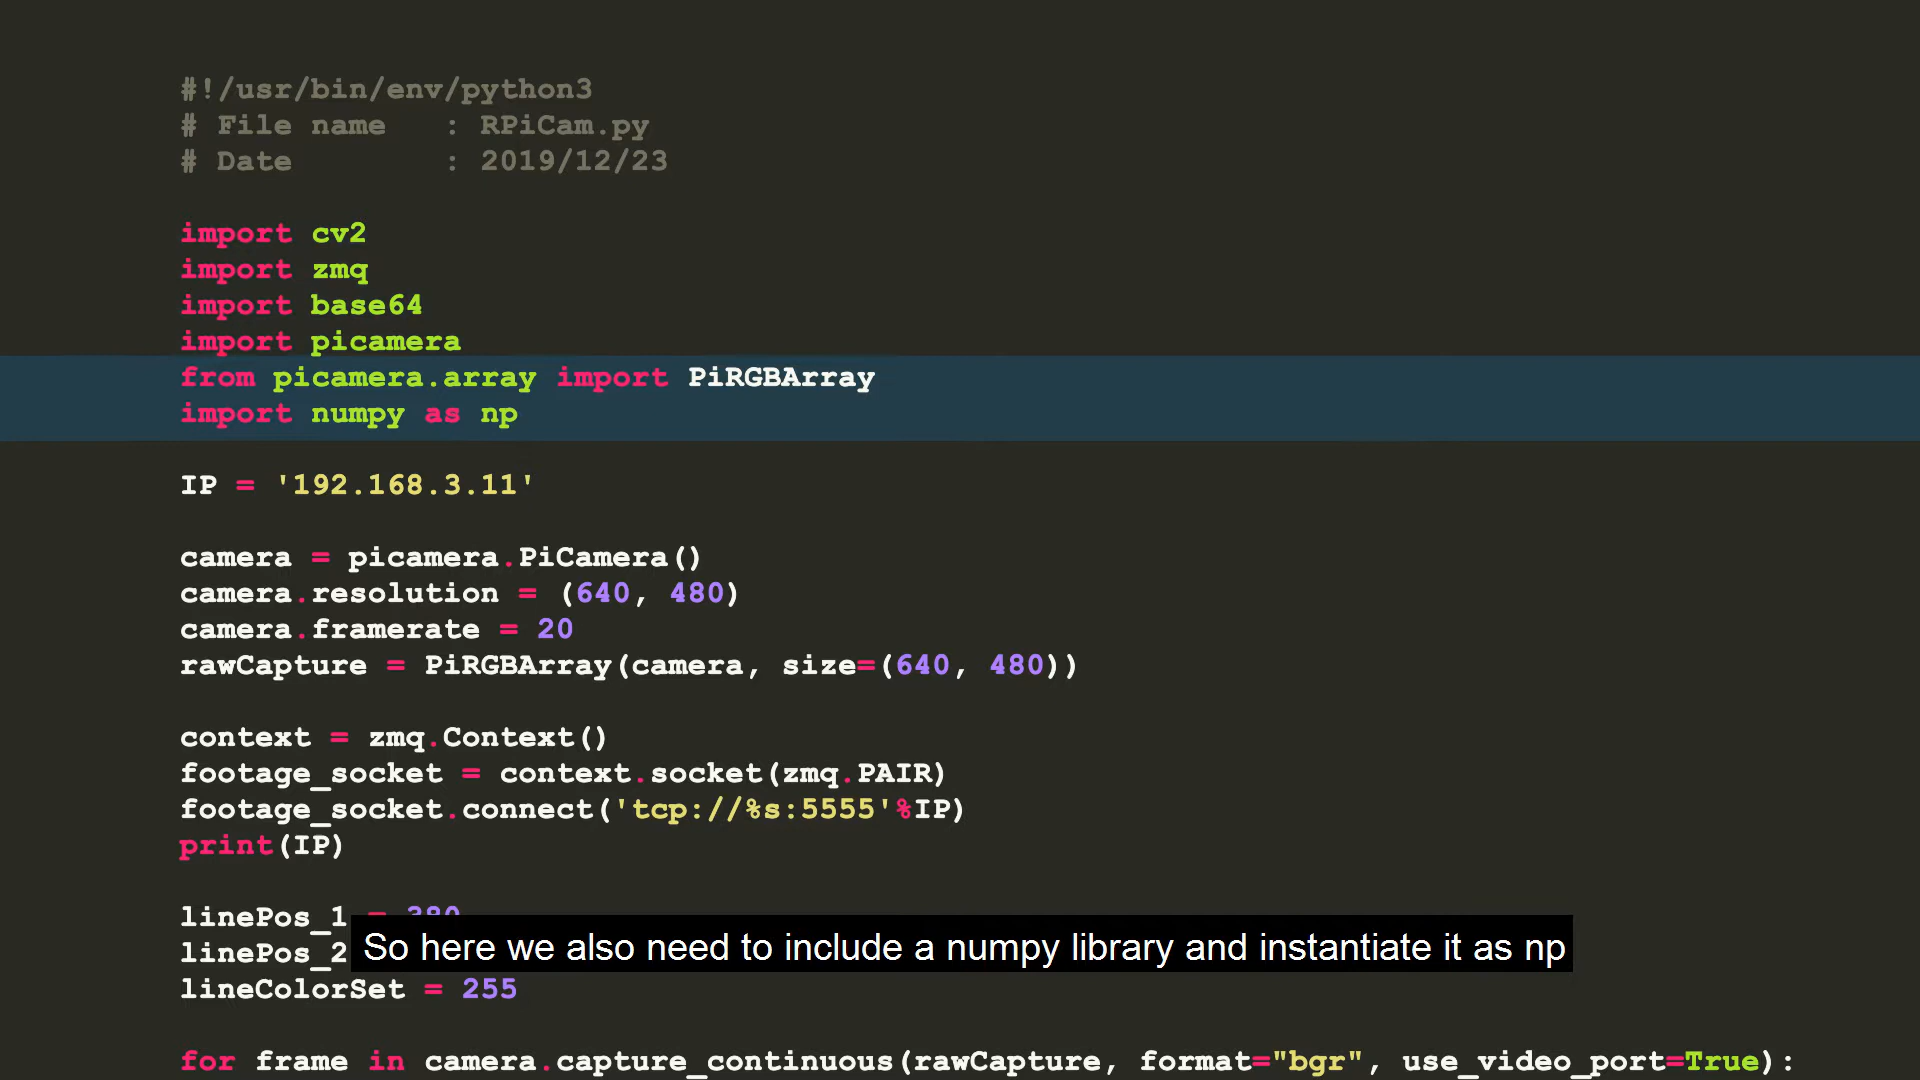 #!/usr/bin/env/python3
# File name   : RPiCam.py
# Date        : 2019/12/23
import cv2
import zmq
import base64
import picamera
from picamera.array import PiRGBArray
import numpy as np
IP = '192.168.3.11'
camera = picamera.PiCamera()
camera.resolution = (640, 480)
camera.framerate = 20
rawCapture = PiRGBArray(camera, size=(640, 480))
context = zmq.Context()
footage_socket = context.socket(zmq.PAIR)
footage_socket.connect('tcp://%s:5555'%IP)
print(IP)
linePos_1 = 380
linePos_2
So here we also need to include a numpy library and instantiate it as np
lineColorSet = 255
for frame in camera.capture_continuous(rawCapture, format="bgr", use_video_port=True):